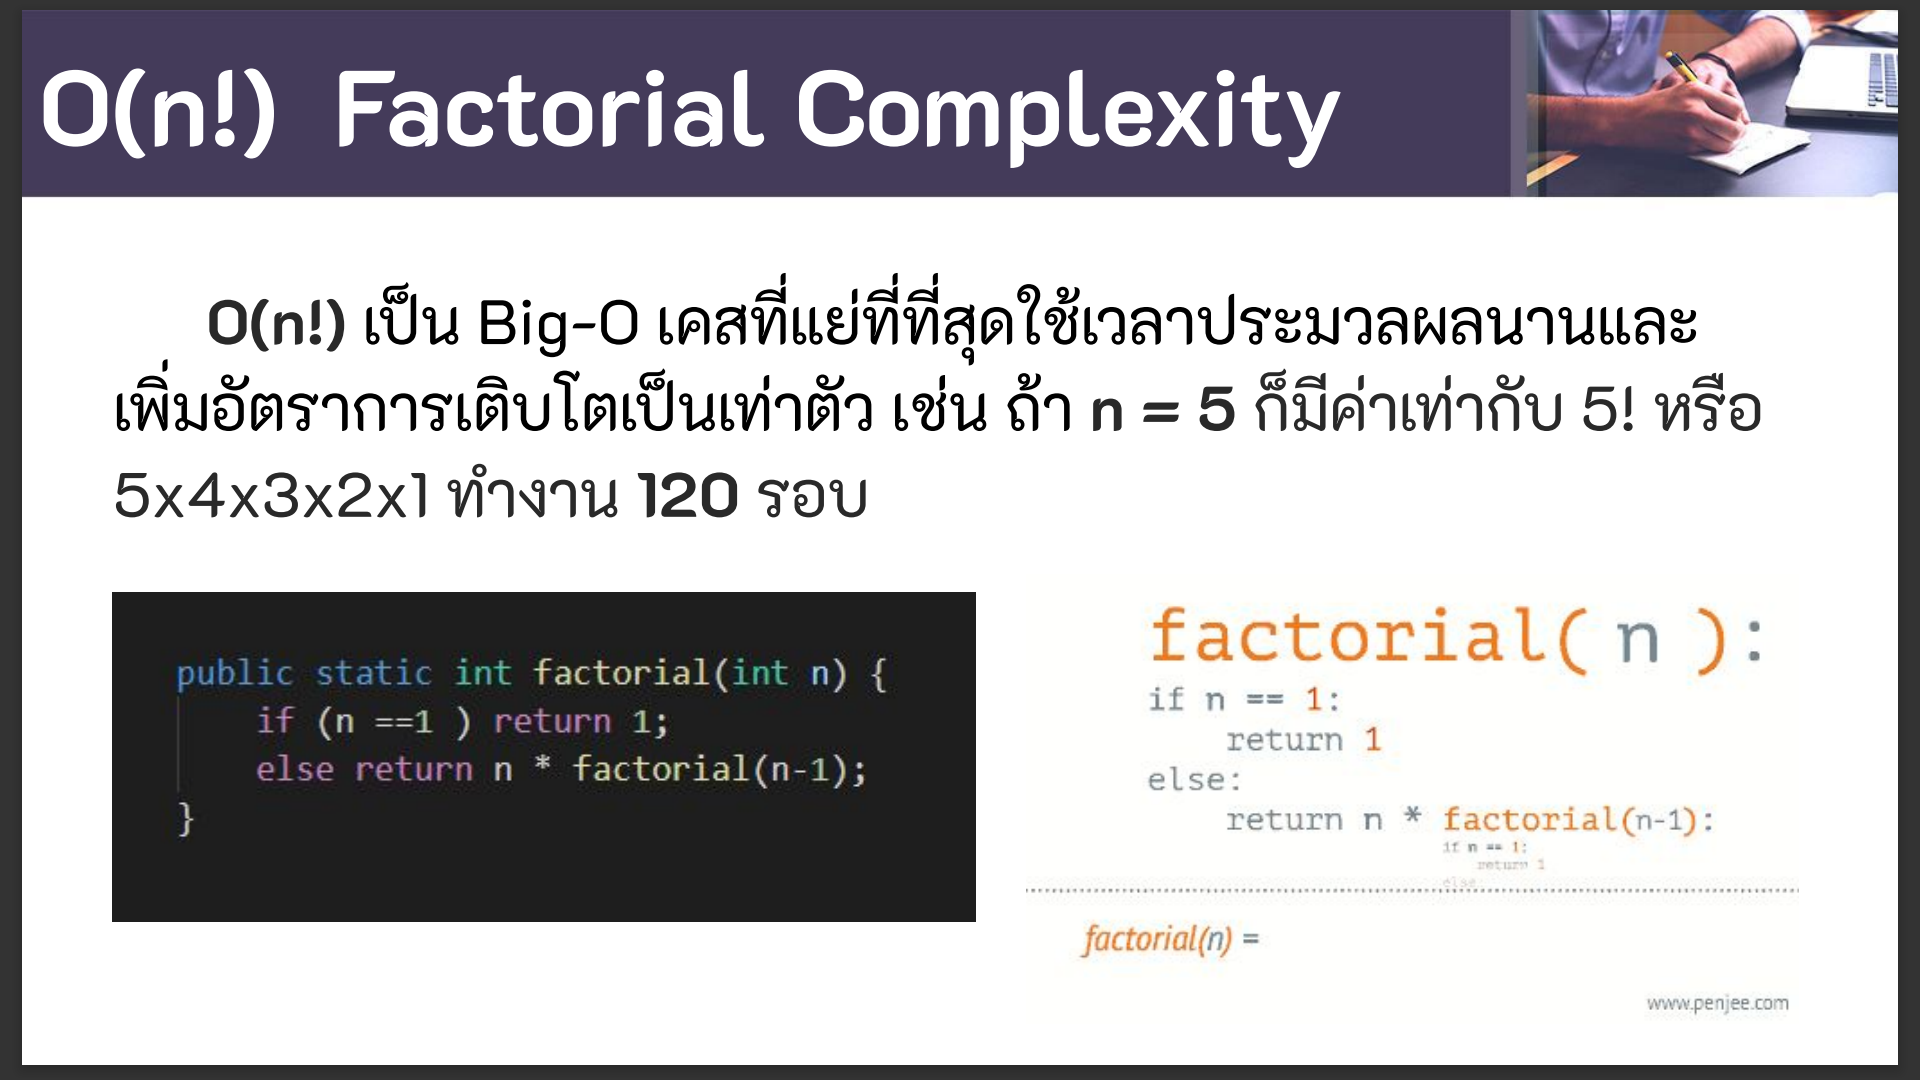 O(n!) Factorial Complexity
O(n!) เป็น Big-O เคสที่แย่ที่ที่สุดใช้เวลาประมวลผลนานและ
เพิ่มอัตราการเติบโตเป็นเท่าตัว เช่น ถ้า n = 5 ก็มีค่าเท่ากับ 5! หรือ
5x4x3x2x1 ทำงาน 120 รอบ
public static int factorial(int n) {
if (n ==1 ) return 1;
else return n * factorial(n-1);
}
factorial( n ):
if n == 1:
return 1
else:
return n * factorial(n-1):
if n == 1:
return 1
else:
factorial(n) =
www.penjee.com